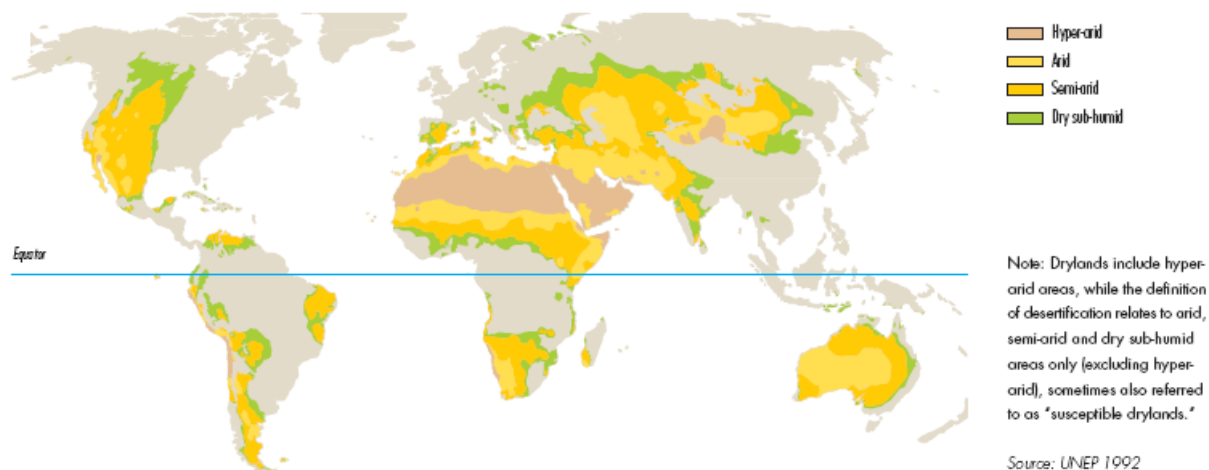 Hyper-arid
Arid
Semi-arid
Dry sub-humid
Equator
Note: Drylands include hyper-
arid areas, while the definition
of desertification relates to arid,
semi-arid and dry sub-humid
areas only (excluding hyper-
arid), sometimes also referred
to as “susceptible drylands.”
Source: UNEP 1992